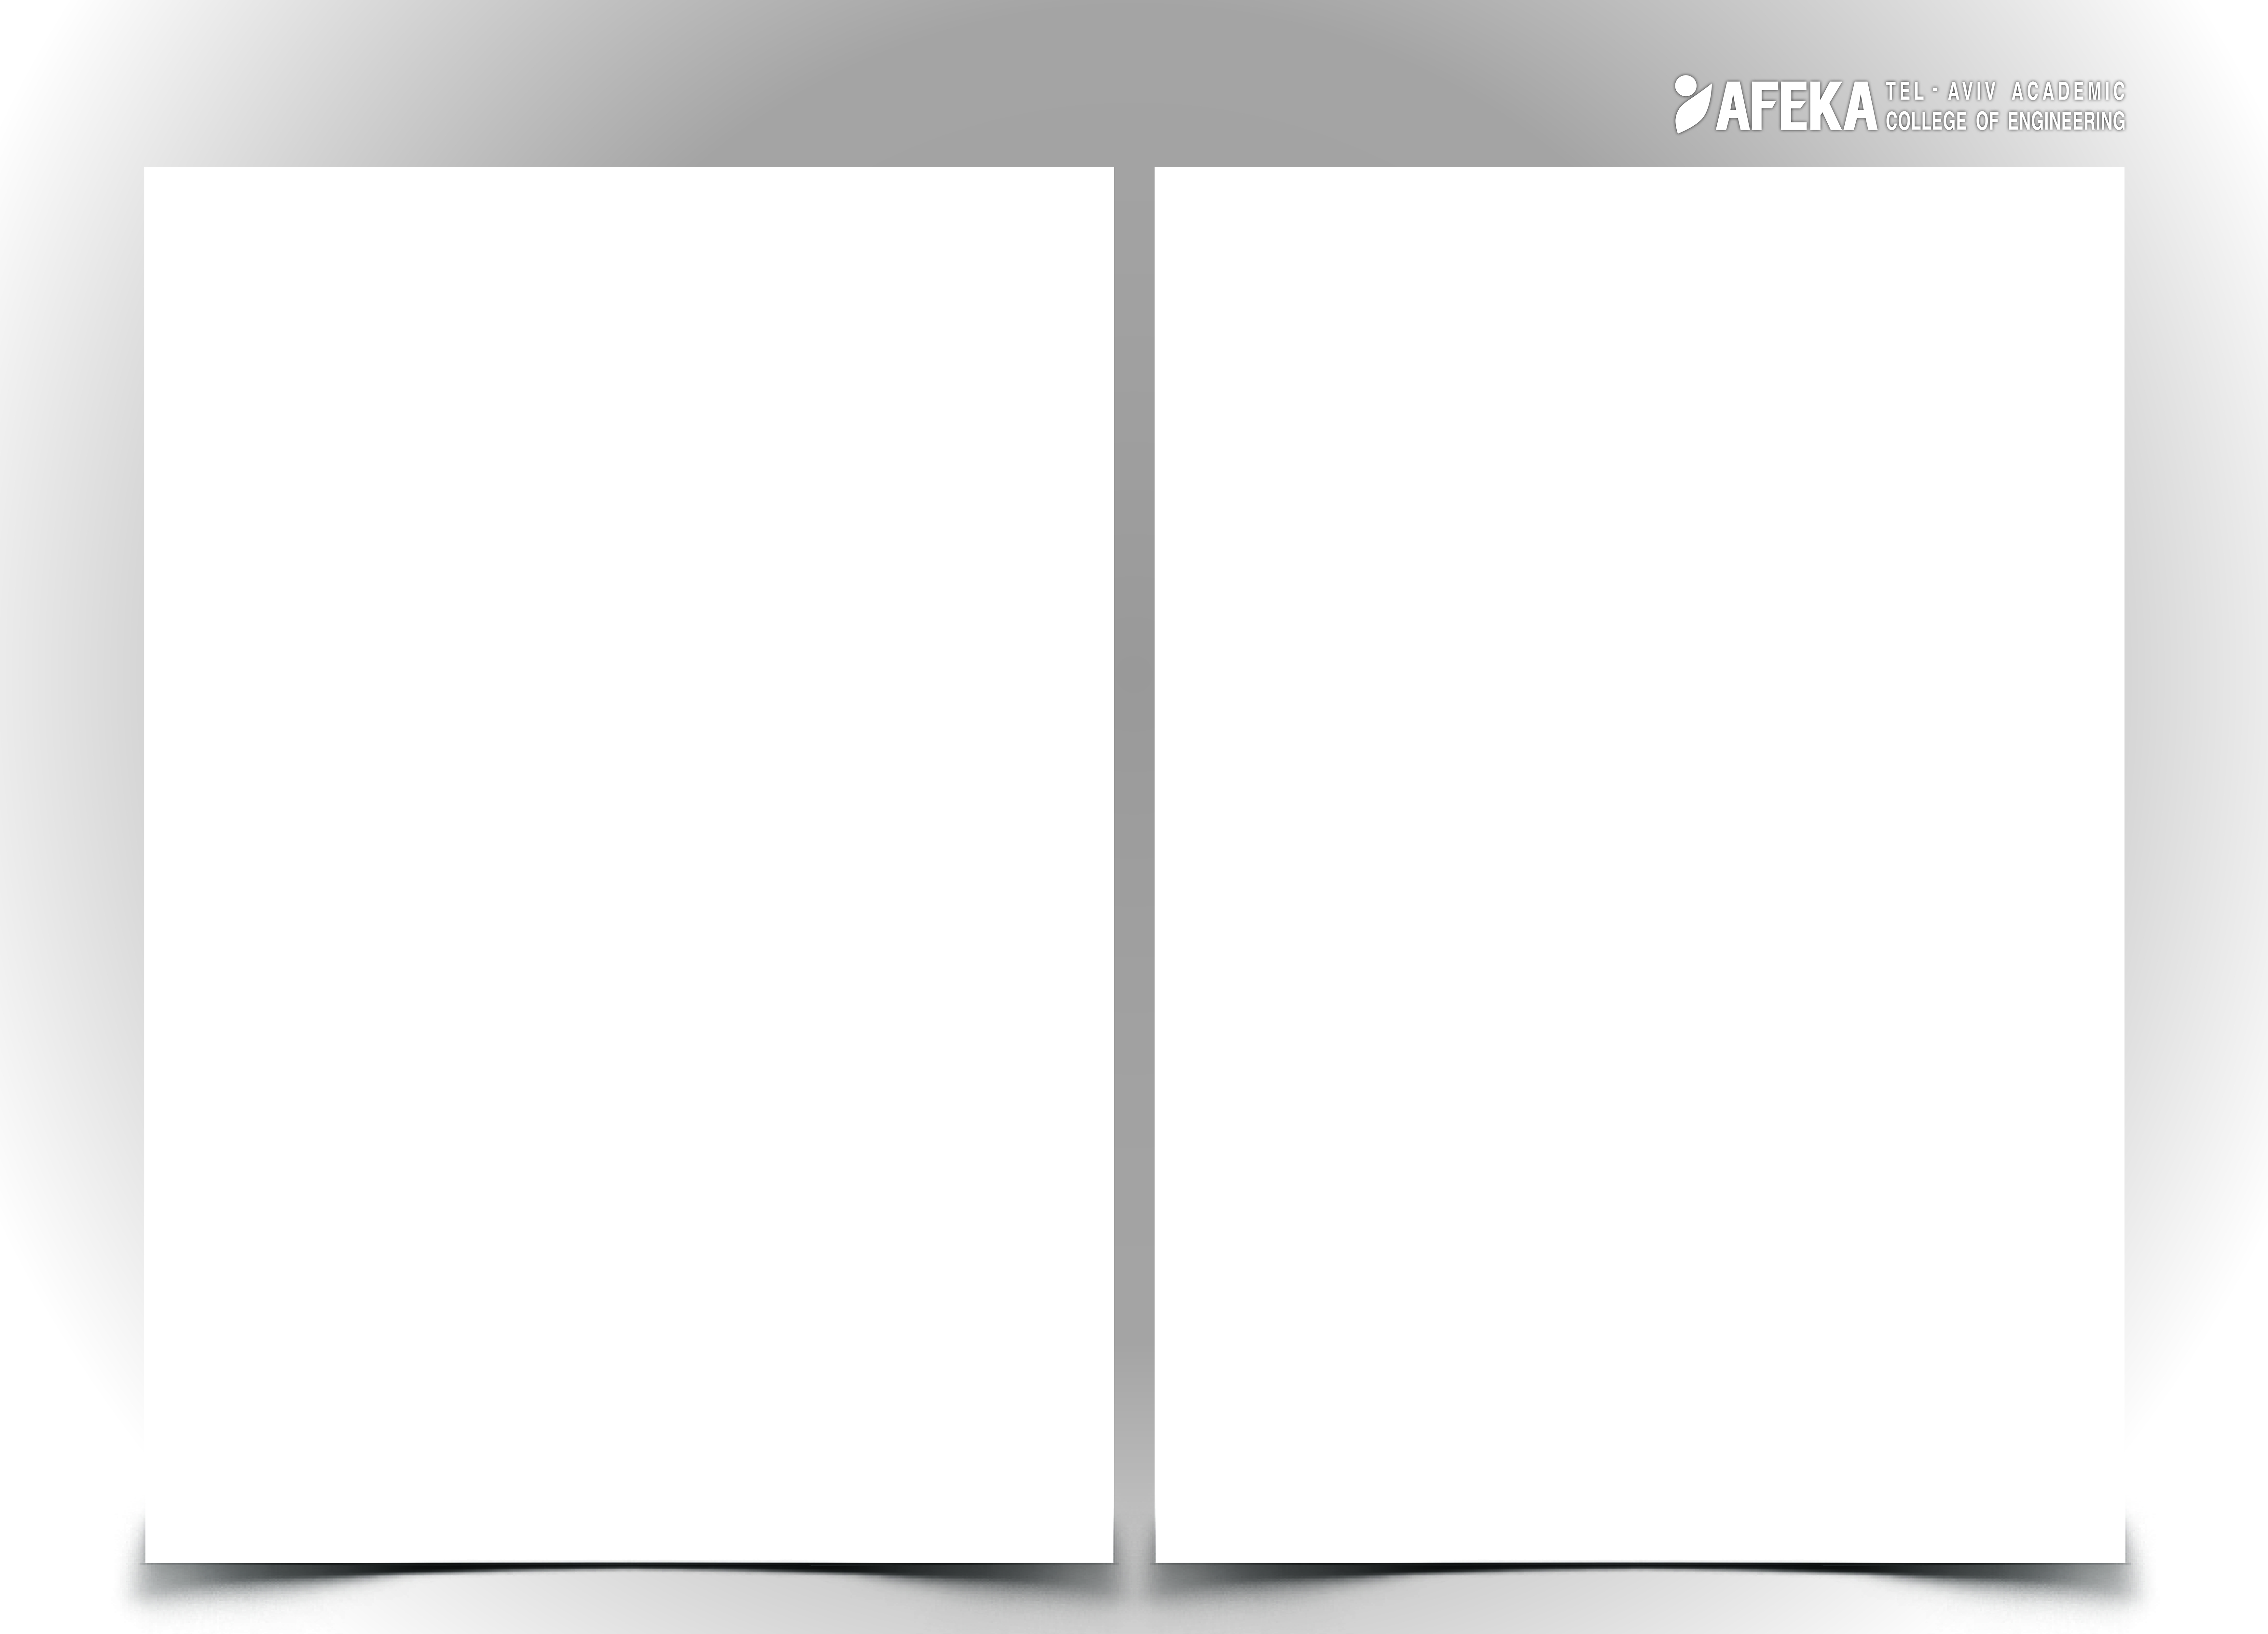 AFEKA
TEL - AVIV ACADEMIC
COLLEGE OF ENGINEERING